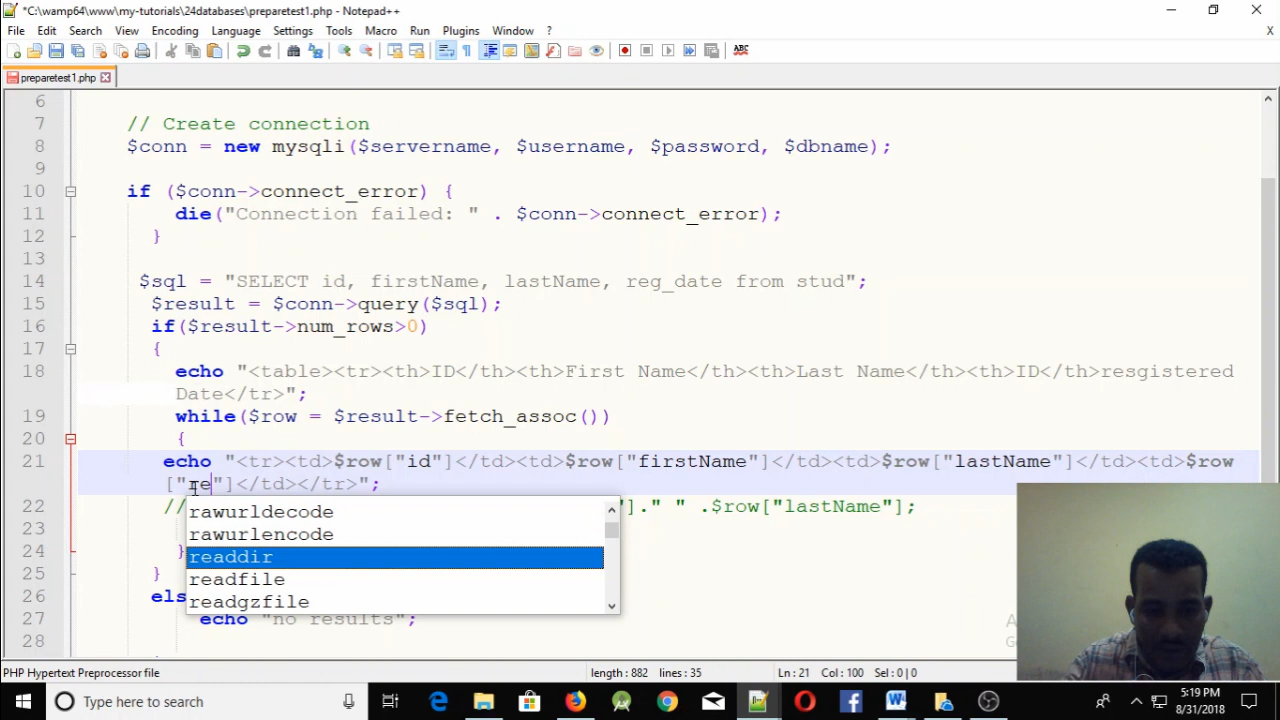 *C:\wamp64\www\my-tutorials\24databases\preparetest1.php - Notepad++
File Edit Search View Encoding Language Settings Tools Macro Run Plugins Window ? X
preparetest1.php
6
7 // Create connection
8 $conn = new mysqli($servername, $username, $password, $dbname);
9
10 if ($conn->connect_error) {
11 die("Connection failed: " . $conn->connect_error);
12 }
13
14 $sql = "SELECT id, firstName, lastName, reg_date from stud";
15 $result = $conn->query($sql);
16 if($result->num_rows>0)
17 {
18 echo "<table><tr><th>ID</th><th>First Name</th><th>Last Name</th><th>ID</th>resgistered
Date</tr>";
19 while($row = $result->fetch_assoc())
20 {
21 echo "<tr><td>$row["id"]</td><td>$row["firstName"]</td><td>$row["lastName"]</td><td>$row
["re"]</td></tr>";
22 // "]." " .$row["lastName"];
rawurldecode
23
rawurlencode
24 }
readdir
25 }
readfile
26 els
readgzfile
27 echo "no results";
28
PHP Hypertext Preprocessor file length : 882 lines : 35 Ln : 21 Col : 100 Sel : 0 | 0
Type here to search
5:19 PM
8/31/2018